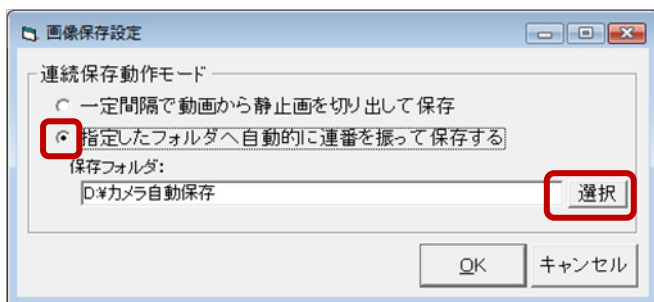 画像保存設定
連続保存動作モード
一定間隔で動画から静止画を切り出して保存
指定したフォルダへ自動的に連番を振って保存する
保存フォルダ:
D:¥カメラ自動保存
選択
OK
キャンセル